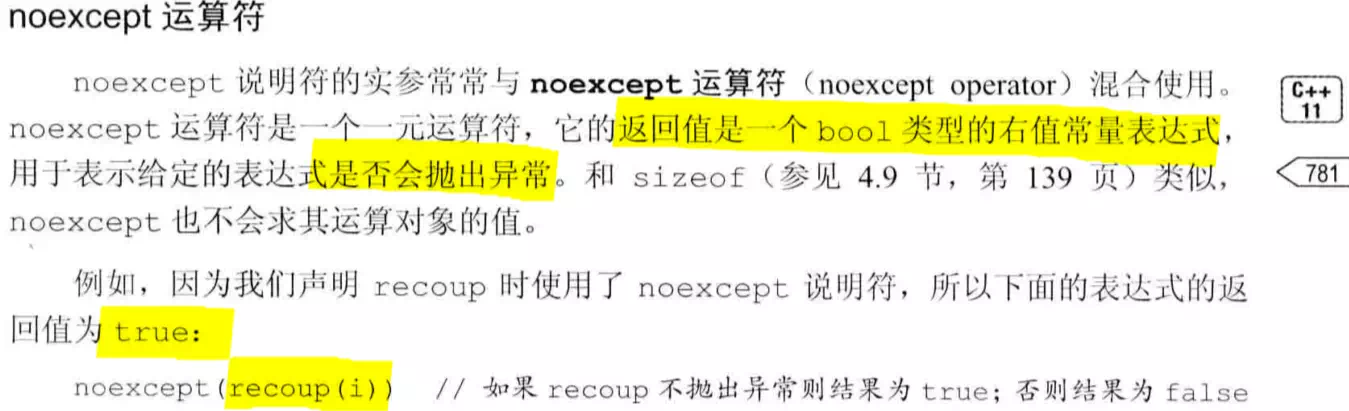 noexcept 运算符
noexcept 说明符的实参常常与 noexcept 运算符（noexcept operator）混合使用。
noexcept 运算符是一个一元运算符，它的返回值是一个 bool 类型的右值常量表达式，
用于表示给定的表达式是否会抛出异常。和 sizeof（参见 4.9 节，第 139 页）类似，
noexcept 也不会求其运算对象的值。
例如，因为我们声明 recoup 时使用了 noexcept 说明符，所以下面的表达式的返
回值为 true：
noexcept(recoup(i)) // 如果 recoup 不抛出异常则结果为 true；否则结果为 false
C++
11
781